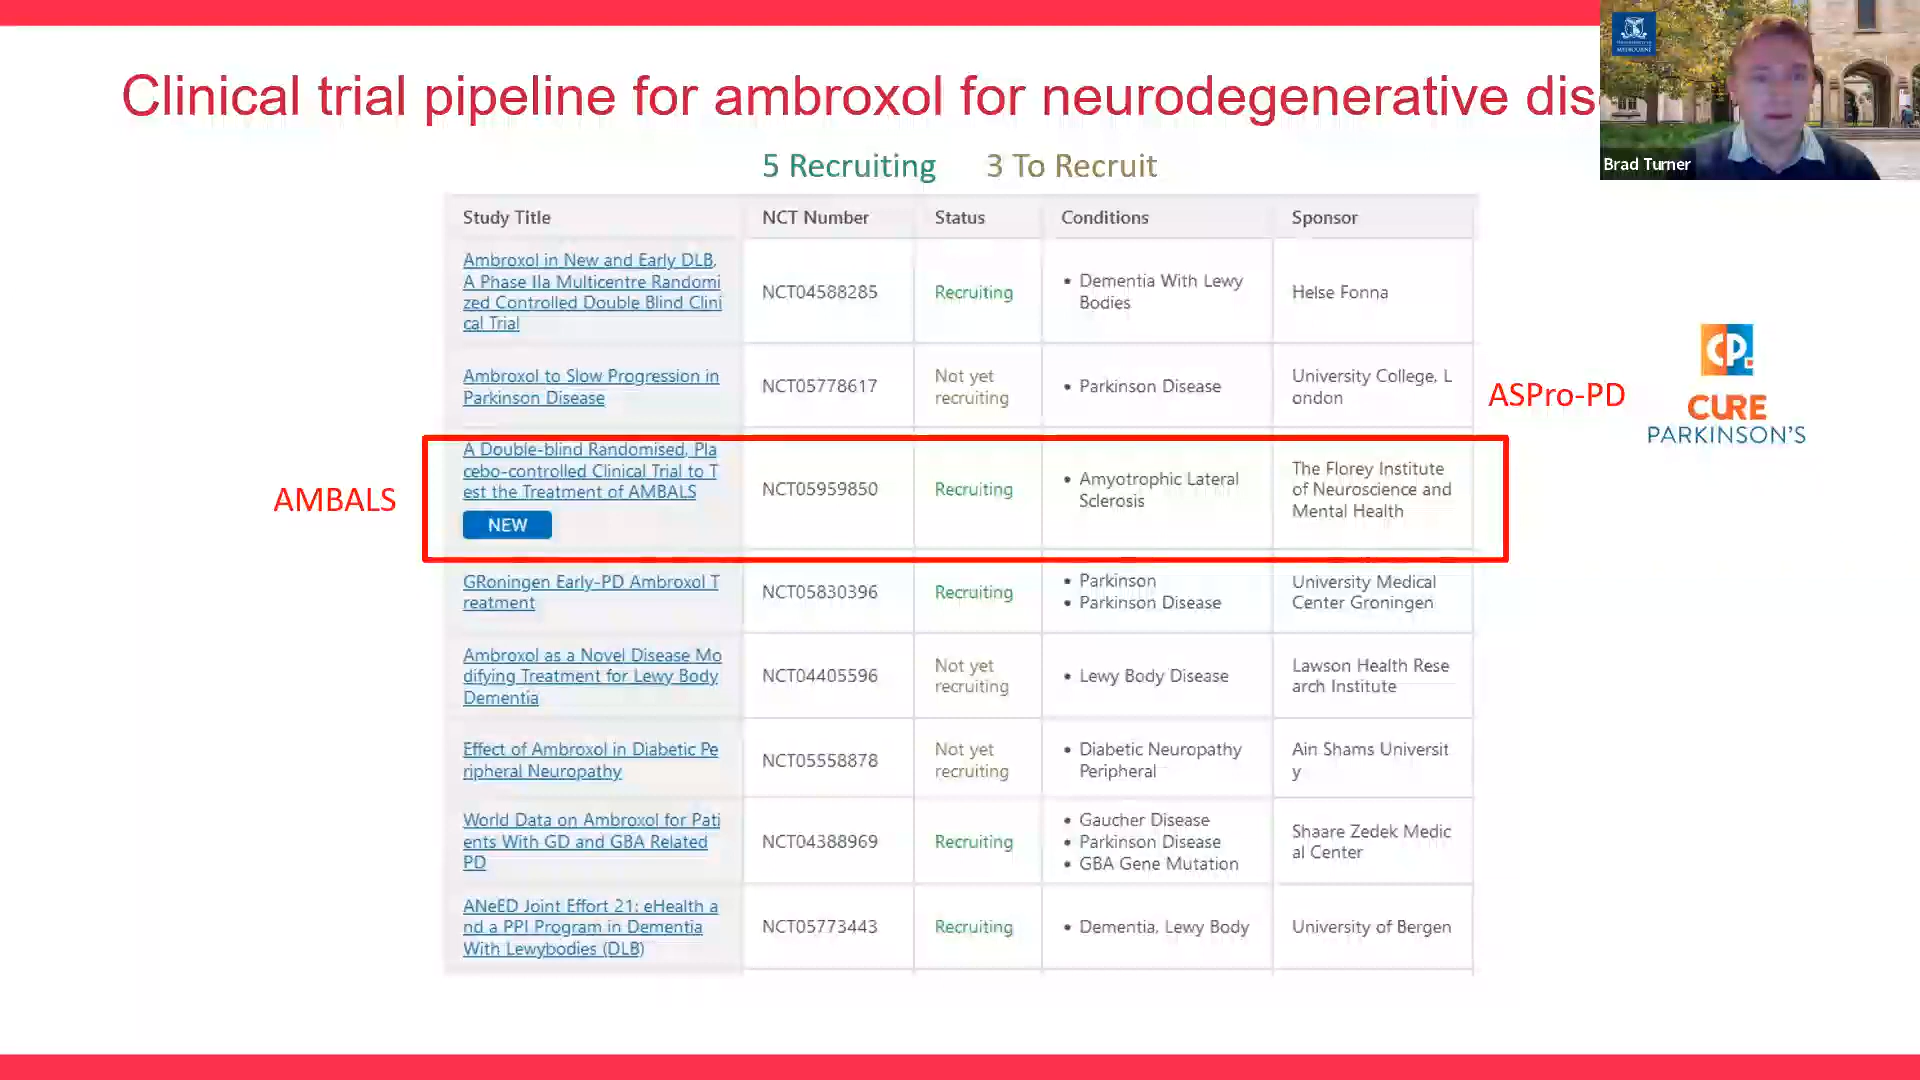 Clinical trial pipeline for ambroxol for neurodegenerative dis
Brad Turner
5 Recruiting 3 To Recruit
Study Title NCT Number Status Conditions Sponsor
Ambroxol in New and Early DLB,
A Phase IIa Multicentre Randomi
zed Controlled Double Blind Clini
cal Trial
NCT04588285
Recruiting
• Dementia With Lewy
Bodies
Helse Fonna
Ambroxol to Slow Progression in
Parkinson Disease
NCT05778617
Not yet
recruiting
• Parkinson Disease
University College, L
ondon
ASPro-PD
CP.
CURE
PARKINSON'S
AMBALS
A Double-blind Randomised, Pla
cebo-controlled Clinical Trial to T
est the Treatment of AMBALS
NEW
NCT05959850
Recruiting
• Amyotrophic Lateral
Sclerosis
The Florey Institute
of Neuroscience and
Mental Health
GRoningen Early-PD Ambroxol T
reatment
NCT05830396
Recruiting
• Parkinson
• Parkinson Disease
University Medical
Center Groningen
Ambroxol as a Novel Disease Mo
difying Treatment for Lewy Body
Dementia
NCT04405596
Not yet
recruiting
• Lewy Body Disease
Lawson Health Rese
arch Institute
Effect of Ambroxol in Diabetic Pe
ripheral Neuropathy
NCT05558878
Not yet
recruiting
• Diabetic Neuropathy
Peripheral
Ain Shams Universit
y
World Data on Ambroxol for Pati
ents With GD and GBA Related
PD
NCT04388969
Recruiting
• Gaucher Disease
• Parkinson Disease
• GBA Gene Mutation
Shaare Zedek Medic
al Center
ANeED Joint Effort 21: eHealth a
nd a PPI Program in Dementia
With Lewybodies (DLB)
NCT05773443
Recruiting
• Dementia, Lewy Body
University of Bergen